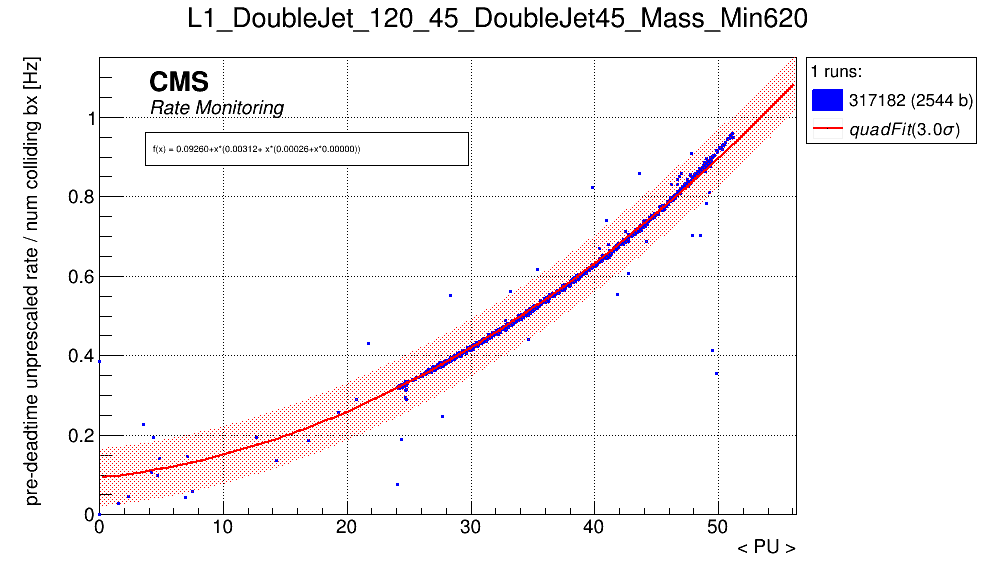 L1_DoubleJet_120_45_DoubleJet45_Mass_Min620
pre-deadtime unprescaled rate / num colliding bx [Hz]
CMS
Rate Monitoring
f(x) = 0.09260+x*(0.00312+ x*(0.00026+x*0.00000))
1 runs:
317182 (2544 b)
quadFit(3.0σ)
1
0.8
0.6
0.4
0.2
0
0 10 20 30 40 50
< PU >